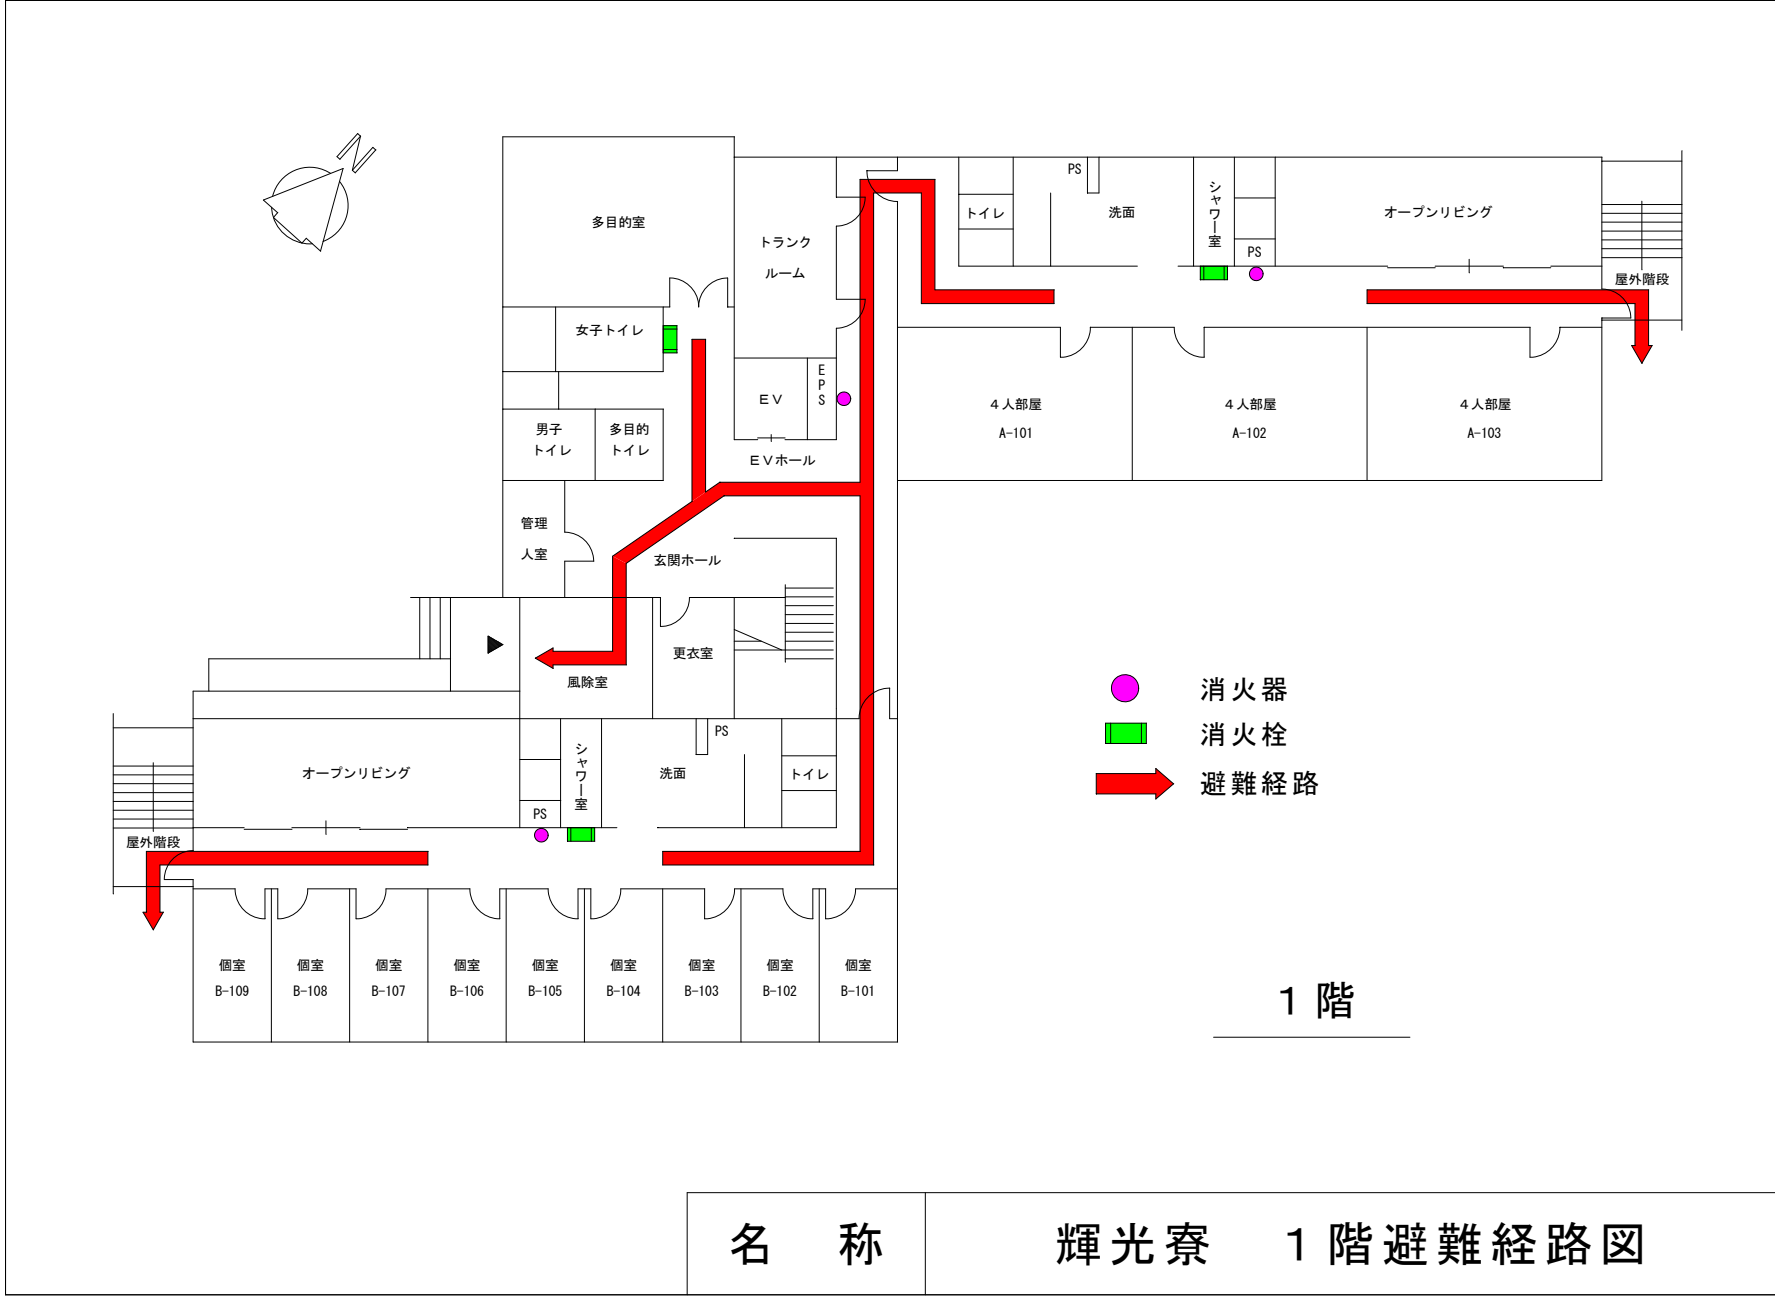 N
多目的室
トランク
ルーム
トイレ
PS
洗面
シャワー室
PS
オープンリビング
屋外階段
女子トイレ
男子
トイレ
多目的
トイレ
EV
EPS
EVホール
4人部屋
A-101
4人部屋
A-102
4人部屋
A-103
管理
人室
玄関ホール
更衣室
風除室
オープンリビング
PS
シャワー室
洗面
PS
トイレ
屋外階段
個室
B-109
個室
B-108
個室
B-107
個室
B-106
個室
B-105
個室
B-104
個室
B-103
個室
B-102
個室
B-101
消火器
消火栓
避難経路
1階
名 称
輝光寮 1階避難経路図